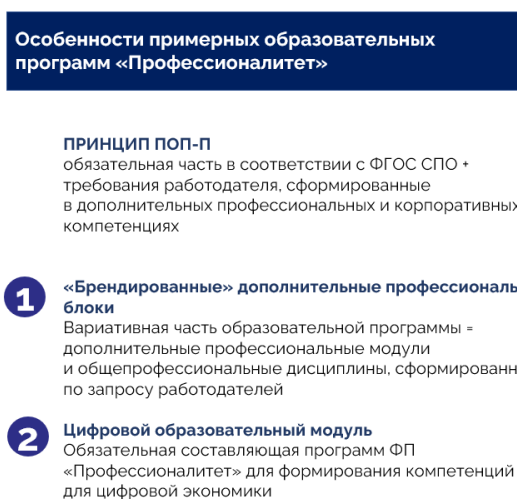 Особенности примерных образовательных
программ «Профессионалитет»
ПРИНЦИП ПОП-П
обязательная часть в соответствии с ФГОС СПО +
требования работодателя, сформированные
в дополнительных профессиональных и корпоративных
компетенциях
1
«Брендированные» дополнительные профессиональ
блоки
Вариативная часть образовательной программы =
дополнительные профессиональные модули
и общепрофессиональные дисциплины, сформированн
по запросу работодателей
2
Цифровой образовательный модуль
Обязательная составляющая программ ФП
«Профессионалитет» для формирования компетенций
для цифровой экономики